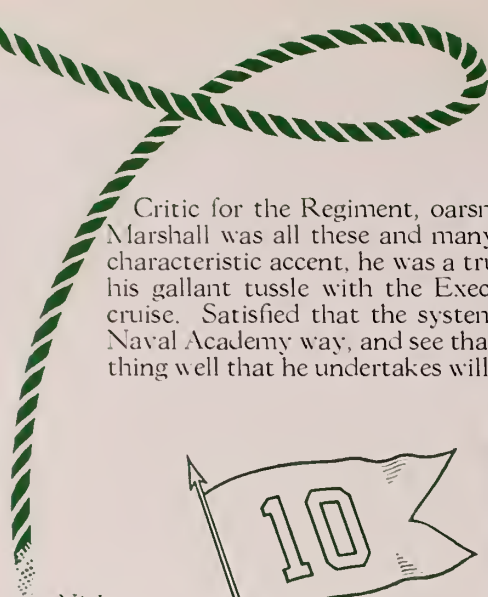 Critic for the Regiment, oarsm
Marshall was all these and many
characteristic accent, he was a tru
his gallant tussle with the Exec
cruise. Satisfied that the system
Naval Academy way, and see tha
thing well that he undertakes will
10